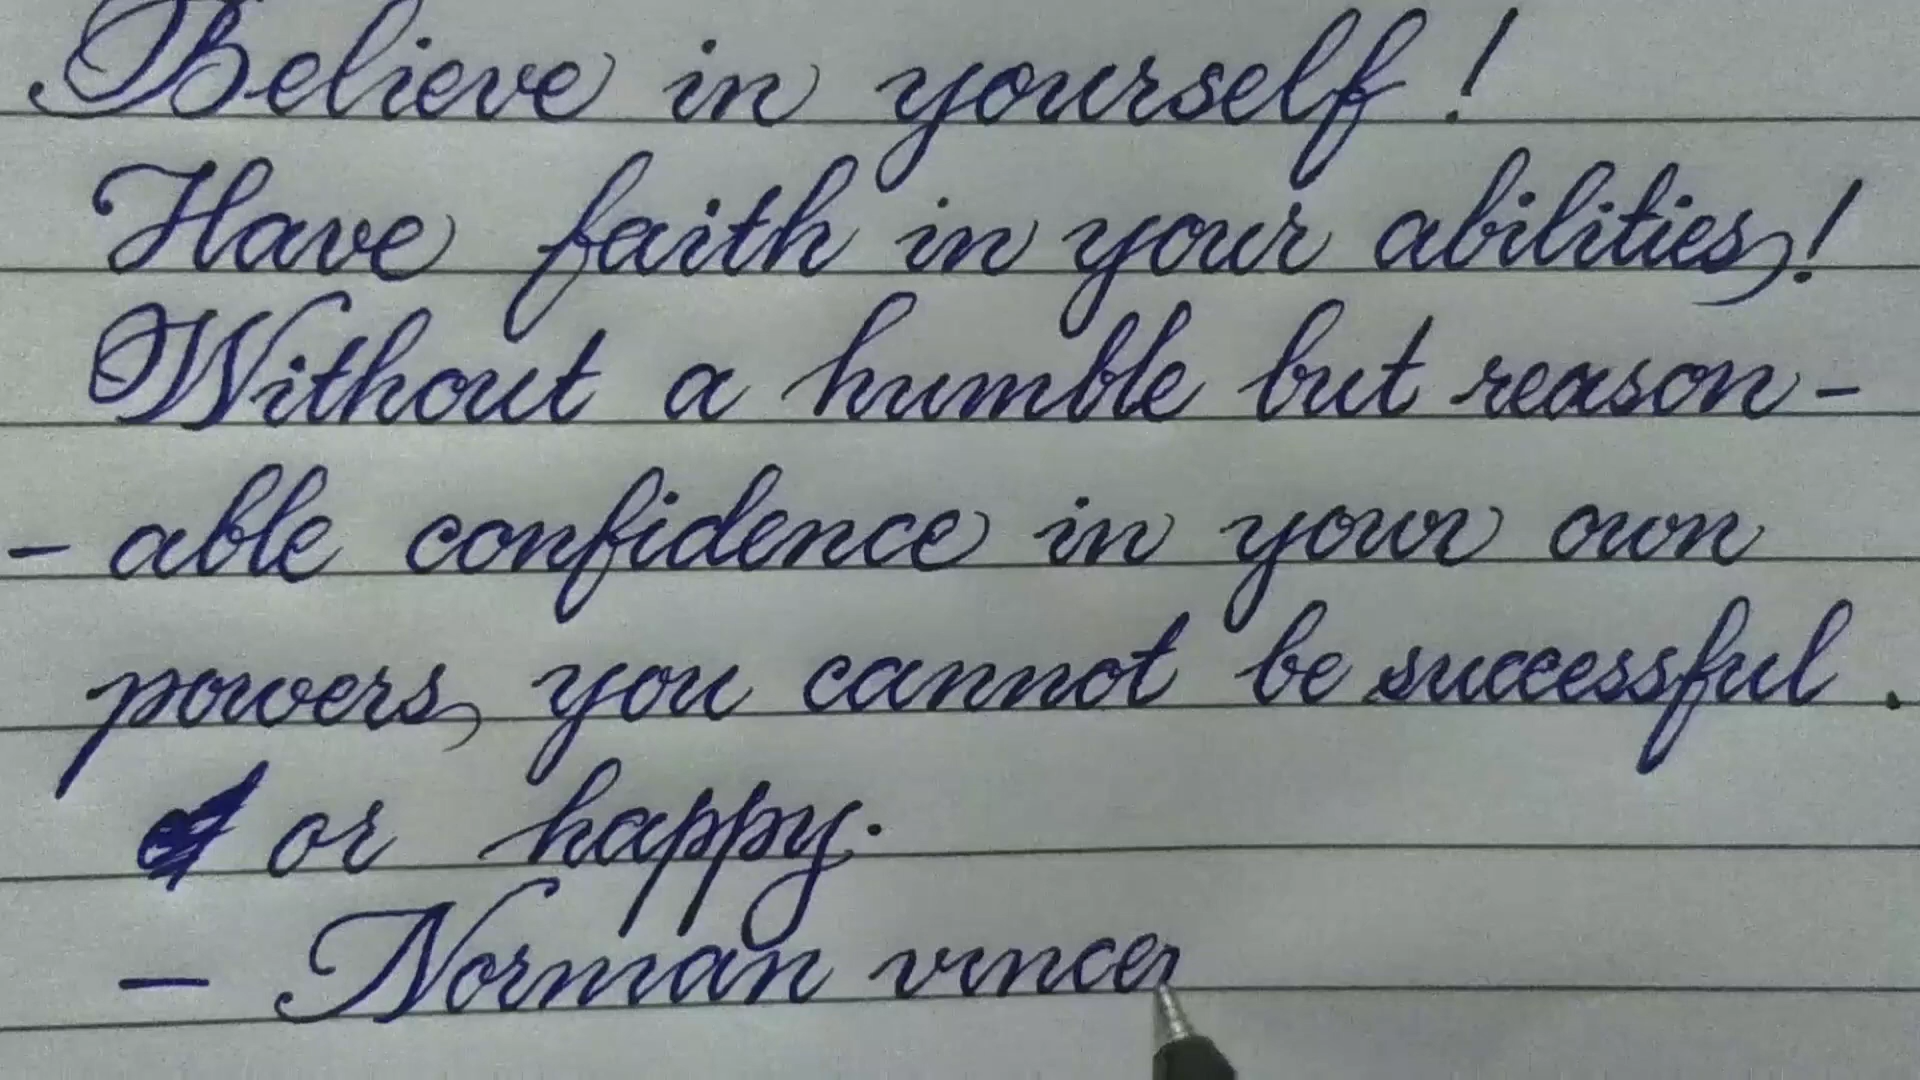 Believe in yourself!
Have faith in your abilities!
Without a humble but reason-
- able confidence in your own
powers, you cannot be successful.
or happy.
— Norman vince